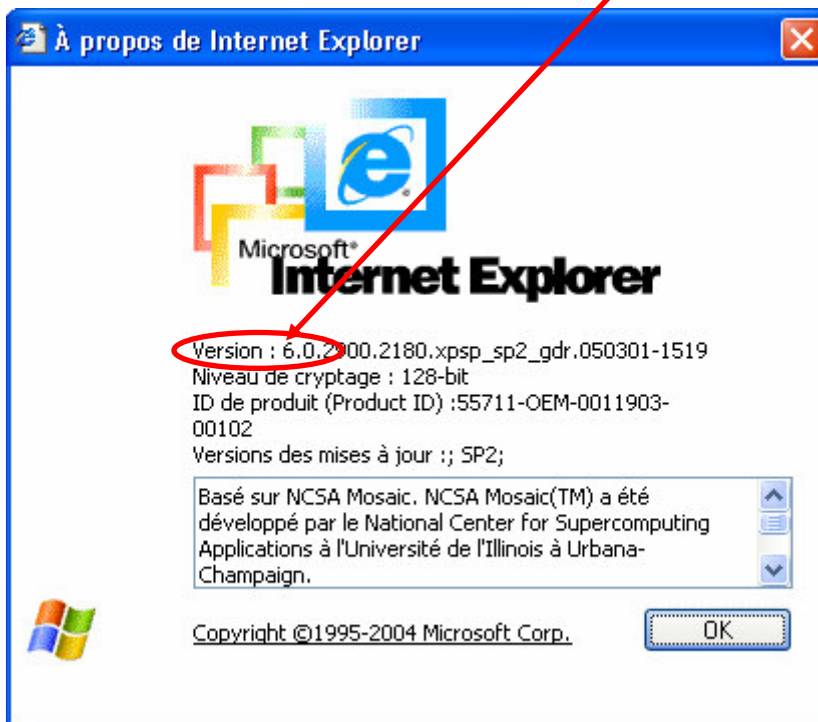 À propos de Internet Explorer
Microsoft®
Internet Explorer
Version : 6.0.2900.2180.xpsp_sp2_gdr.050301-1519
Niveau de cryptage : 128-bit
ID de produit (Product ID) :55711-OEM-0011903-
00102
Versions des mises à jour :; SP2;
Basé sur NCSA Mosaic. NCSA Mosaic(TM) a été
développé par le National Center for Supercomputing
Applications à l'Université de l'Illinois à Urbana-
Champaign.
Copyright ©1995-2004 Microsoft Corp.
OK